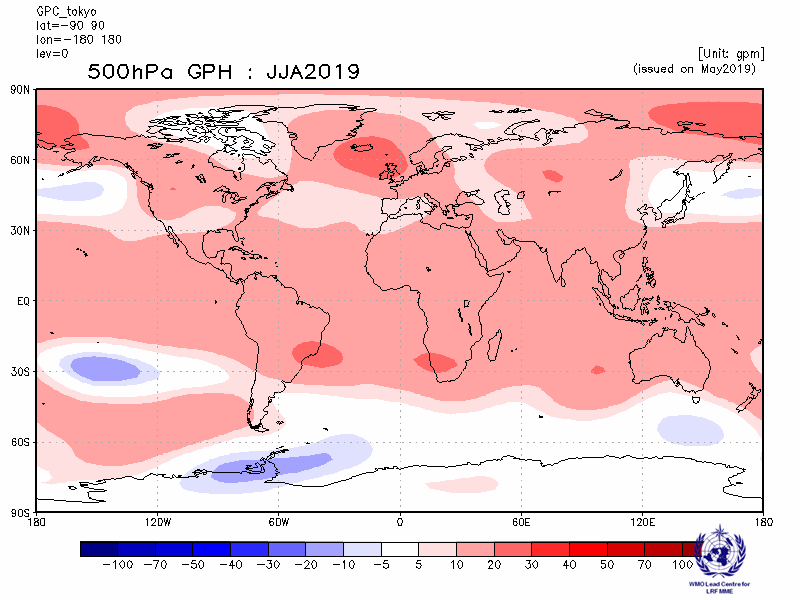 GPC_tokyo
lat=-90 90
lon=-180 180
lev=0
[Unit: gpm]
500hPa GPH : JJA2019
(issued on May2019)
90N
60N
30N
EQ
30S
60S
90S
180 120W 60W 0 60E 120E 180
-100 -70 -50 -40 -30 -20 -10 -5 5 10 20 30 40 50 70 100
WMO Lead Centre for
LRF MME